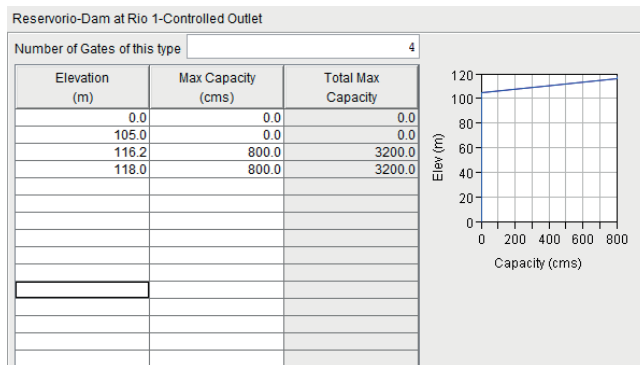 Reservorio-Dam at Rio 1-Controlled Outlet
Number of Gates of this type 4
Elevation (m) Max Capacity (cms) Total Max Capacity
0.0 0.0 0.0
105.0 0.0 0.0
116.2 800.0 3200.0
118.0 800.0 3200.0
120
100
80
60
40
20
0
Elev (m)
0 200 400 600 800
Capacity (cms)